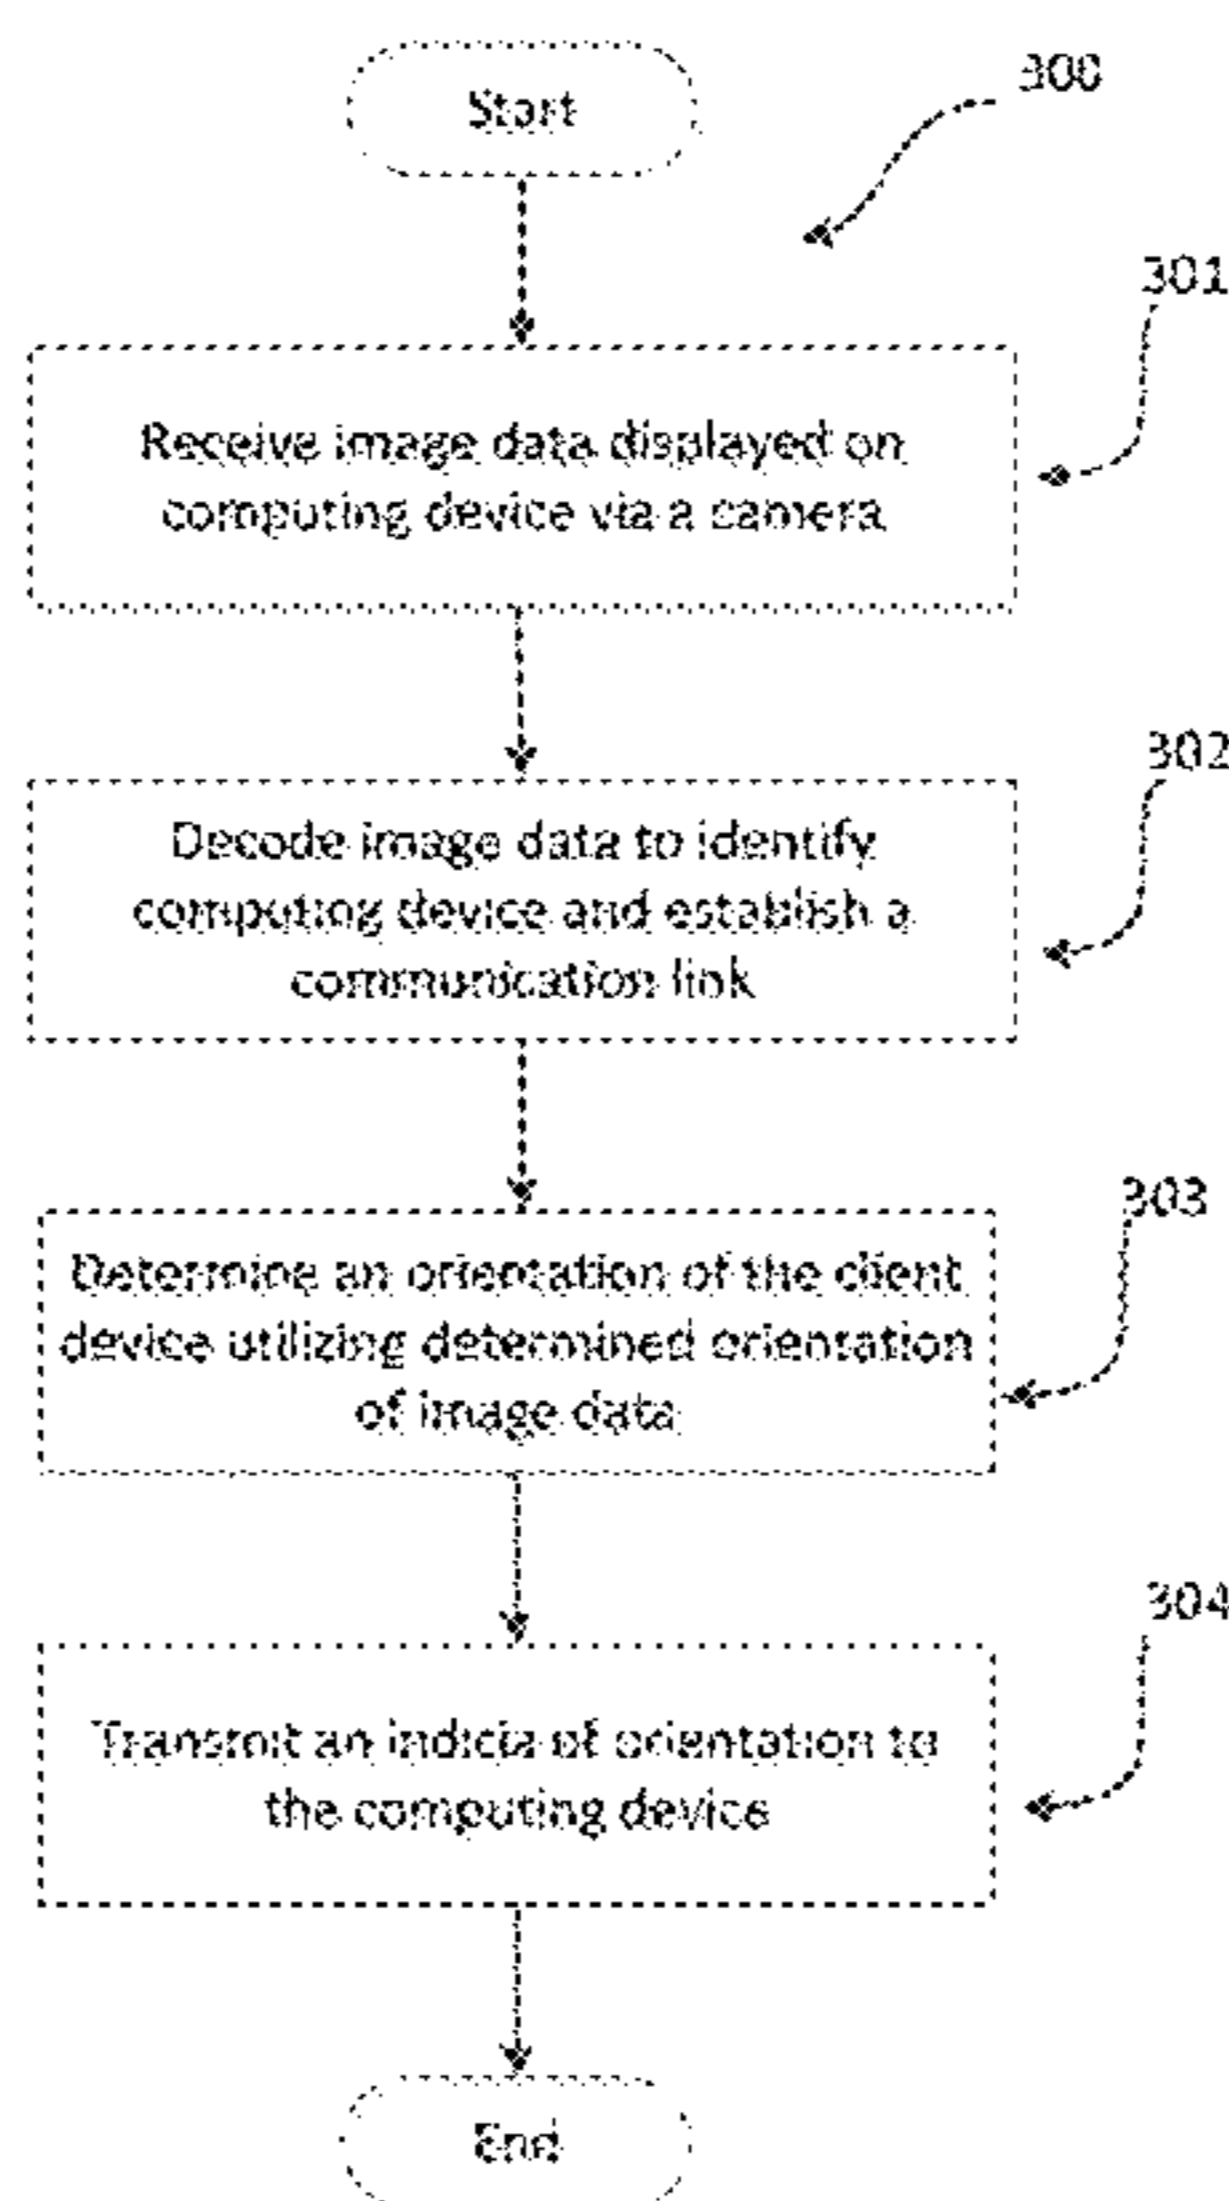 Start
300
301
Receive image data displayed on
computing device via a camera
302
Decode image data to identify
computing device and establish a
communication link
303
Determine an orientation of the client
device utilizing determined orientation
of image data
304
Transmit an indicia of orientation to
the computing device
End